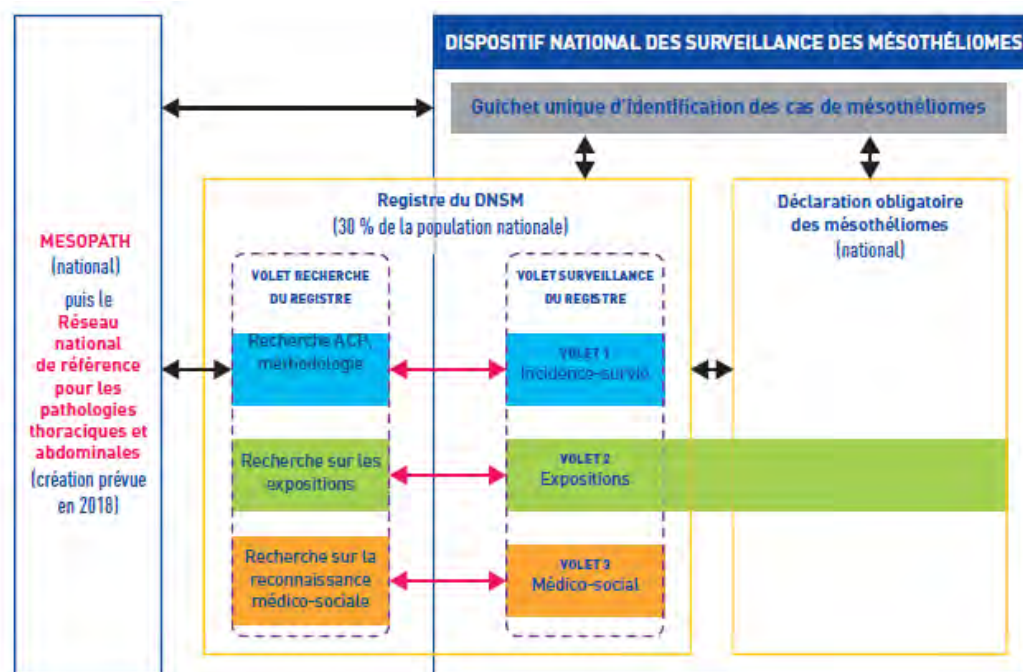 DISPOSITIF NATIONAL DES SURVEILLANCE DES MÉSOTHÉLIOMES
Guichet unique d'identification des cas de mésothéliomes
MESOPATH
(national)
puis le
Réseau
national
de référence
pour les
pathologies
thoraciques et
abdominales
(création prévue
en 2018)
Registre du DNSM
(30 % de la population nationale)
VOLET RECHERCHE
DU REGISTRE
Recherche ACP,
méthodologie
Recherche sur les
expositions
Recherche sur la
reconnaissance
médico-sociale
VOLET SURVEILLANCE
DU REGISTRE
VOLET 1
Incidence-survie
VOLET 2
Expositions
VOLET 3
Médico-social
Déclaration obligatoire
des mésothéliomes
(national)